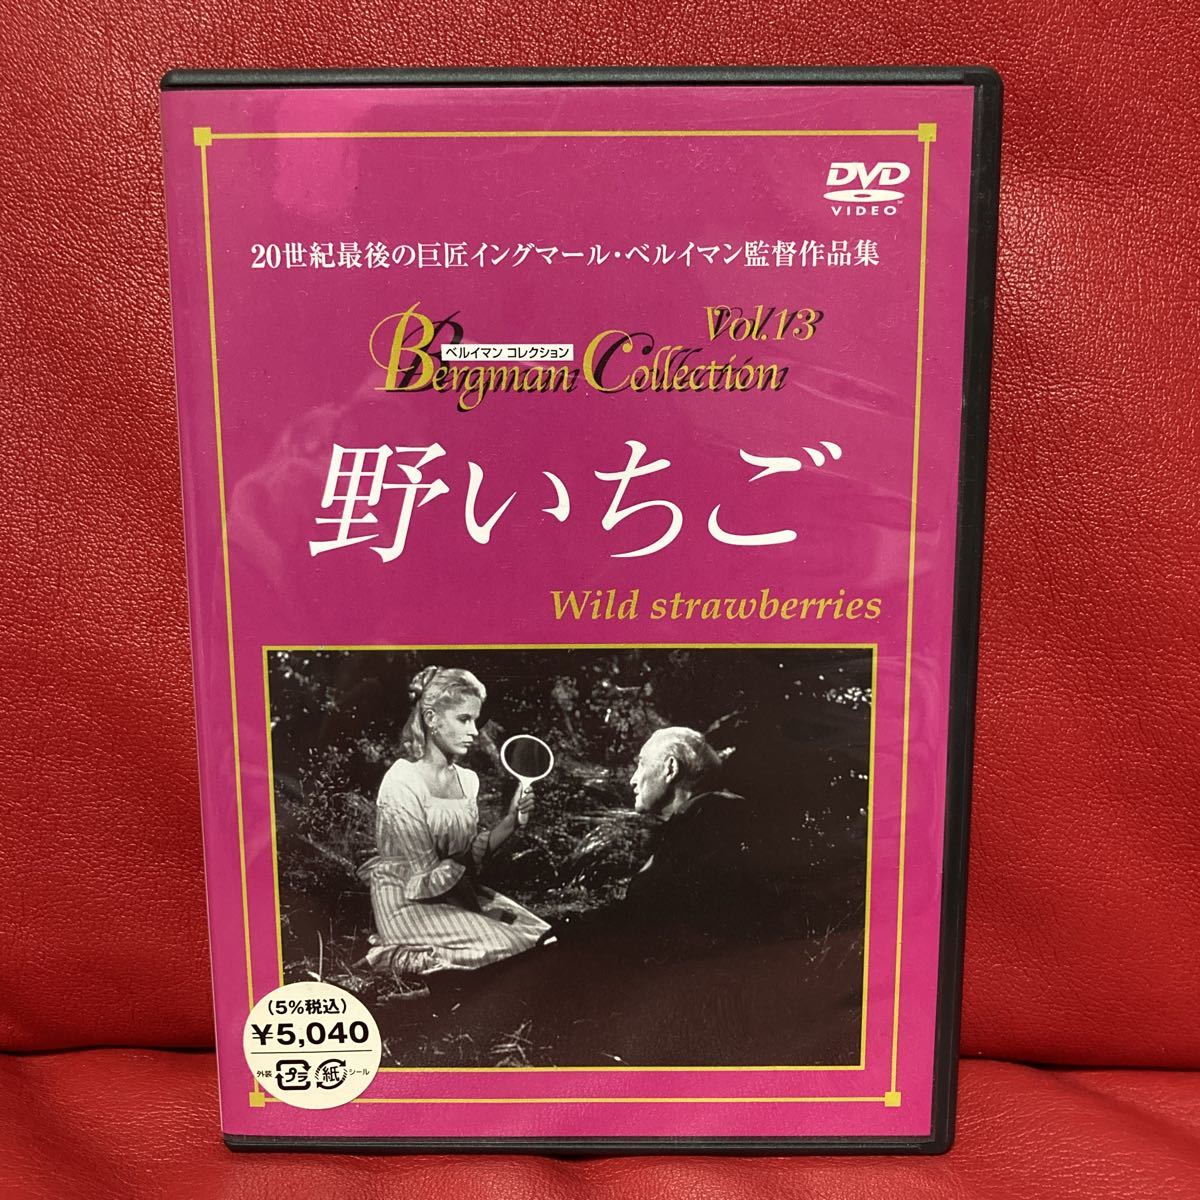 DVD
VIDEO
20世紀最後の巨匠イングマール・ベルイマン監督作品集
Vol.13
ベルイマン コレクション
Bergman Collection
野いちご
Wild strawberries
(5%税込)
¥5,040
外装 プラ 紙 シール